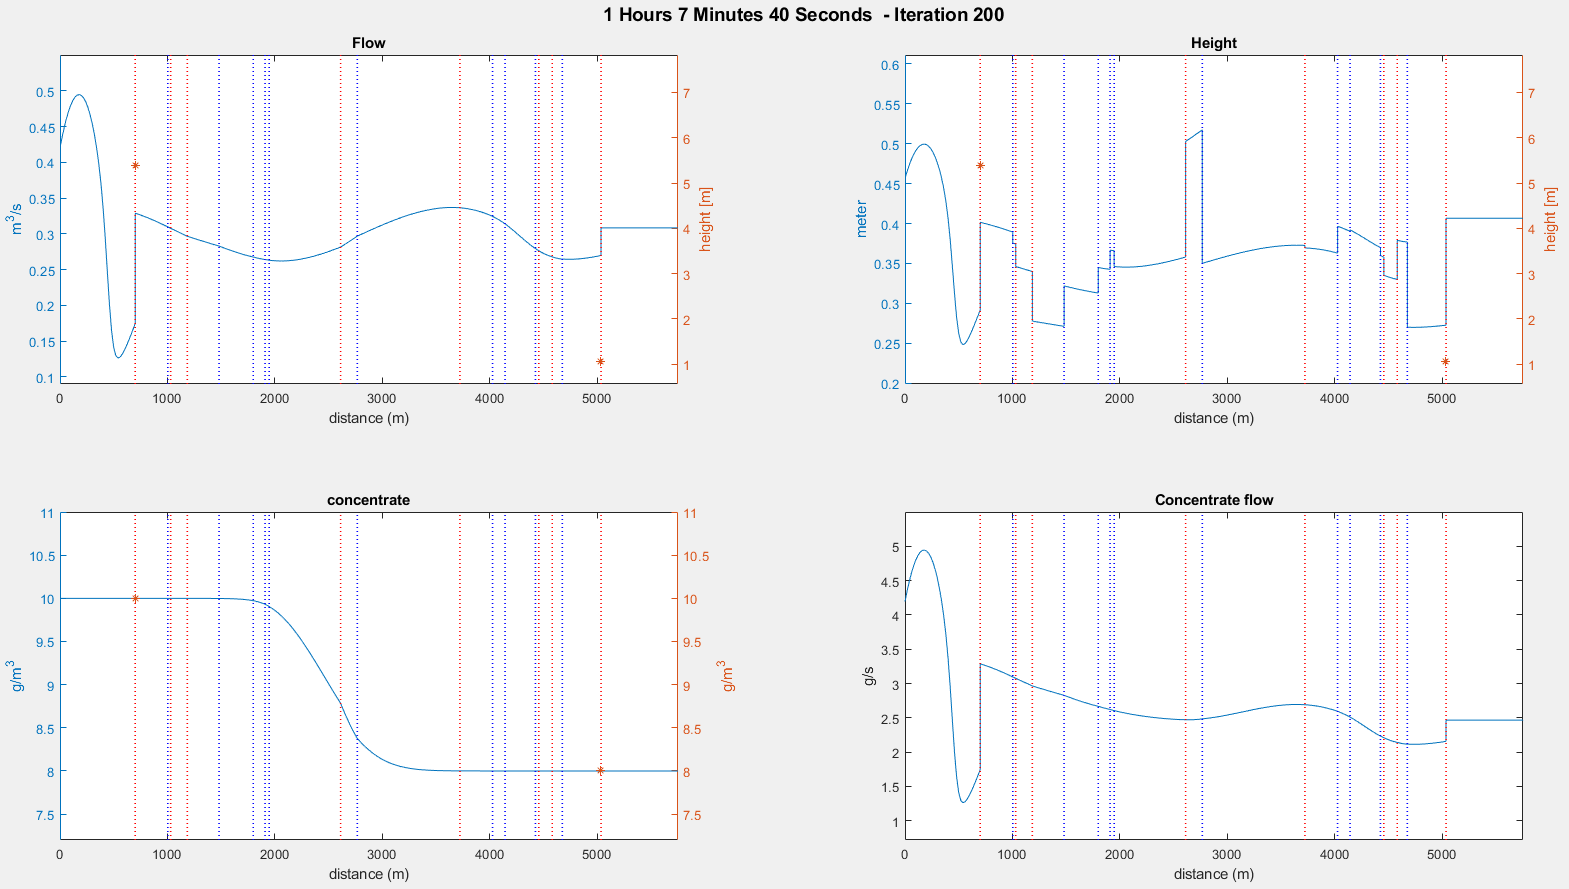 1 Hours 7 Minutes 40 Seconds - Iteration 200
Flow
0.5
0.45
0.4
0.35
0.3
0.25
0.2
0.15
0.1
m³/s
7
6
5
4
3
2
1
height [m]
0 1000 2000 3000 4000 5000
distance (m)
Height
0.6
0.55
0.5
0.45
0.4
0.35
0.3
0.25
0.2
meter
7
6
5
4
3
2
1
height [m]
0 1000 2000 3000 4000 5000
distance (m)
concentrate
11
10.5
10
9.5
9
8.5
8
7.5
g/m³
11
10.5
10
9.5
9
8.5
8
7.5
g/m³
0 1000 2000 3000 4000 5000
distance (m)
Concentrate flow
5
4.5
4
3.5
3
2.5
2
1.5
1
g/s
0 1000 2000 3000 4000 5000
distance (m)